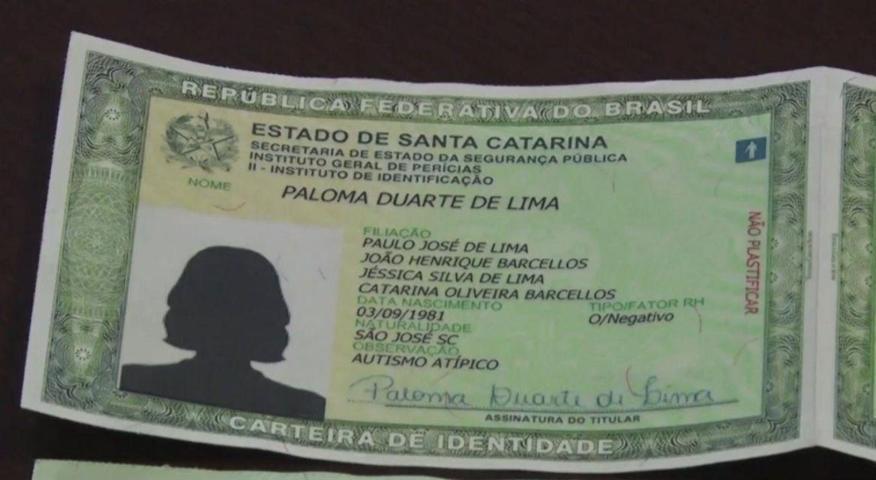 REPÚBLICA FEDERATIVA DO BRASIL
ESTADO DE SANTA CATARINA
SECRETARIA DE ESTADO DA SEGURANÇA PÚBLICA
INSTITUTO GERAL DE PERÍCIAS
II - INSTITUTO DE IDENTIFICAÇÃO
NOME
PALOMA DUARTE DE LIMA
FILIAÇÃO
PAULO JOSÉ DE LIMA
JOÃO HENRIQUE BARCELLOS
JÉSSICA SILVA DE LIMA
CATARINA OLIVEIRA BARCELLOS
DATA NASCIMENTO TIPO/FATOR RH
03/09/1981 O/Negativo
NATURALIDADE
SÃO JOSÉ SC
OBSERVAÇÃO
AUTISMO ATÍPICO
Paloma Duarte de Lima
ASSINATURA DO TITULAR
CARTEIRA DE IDENTIDADE
NÃO PLASTIFICAR